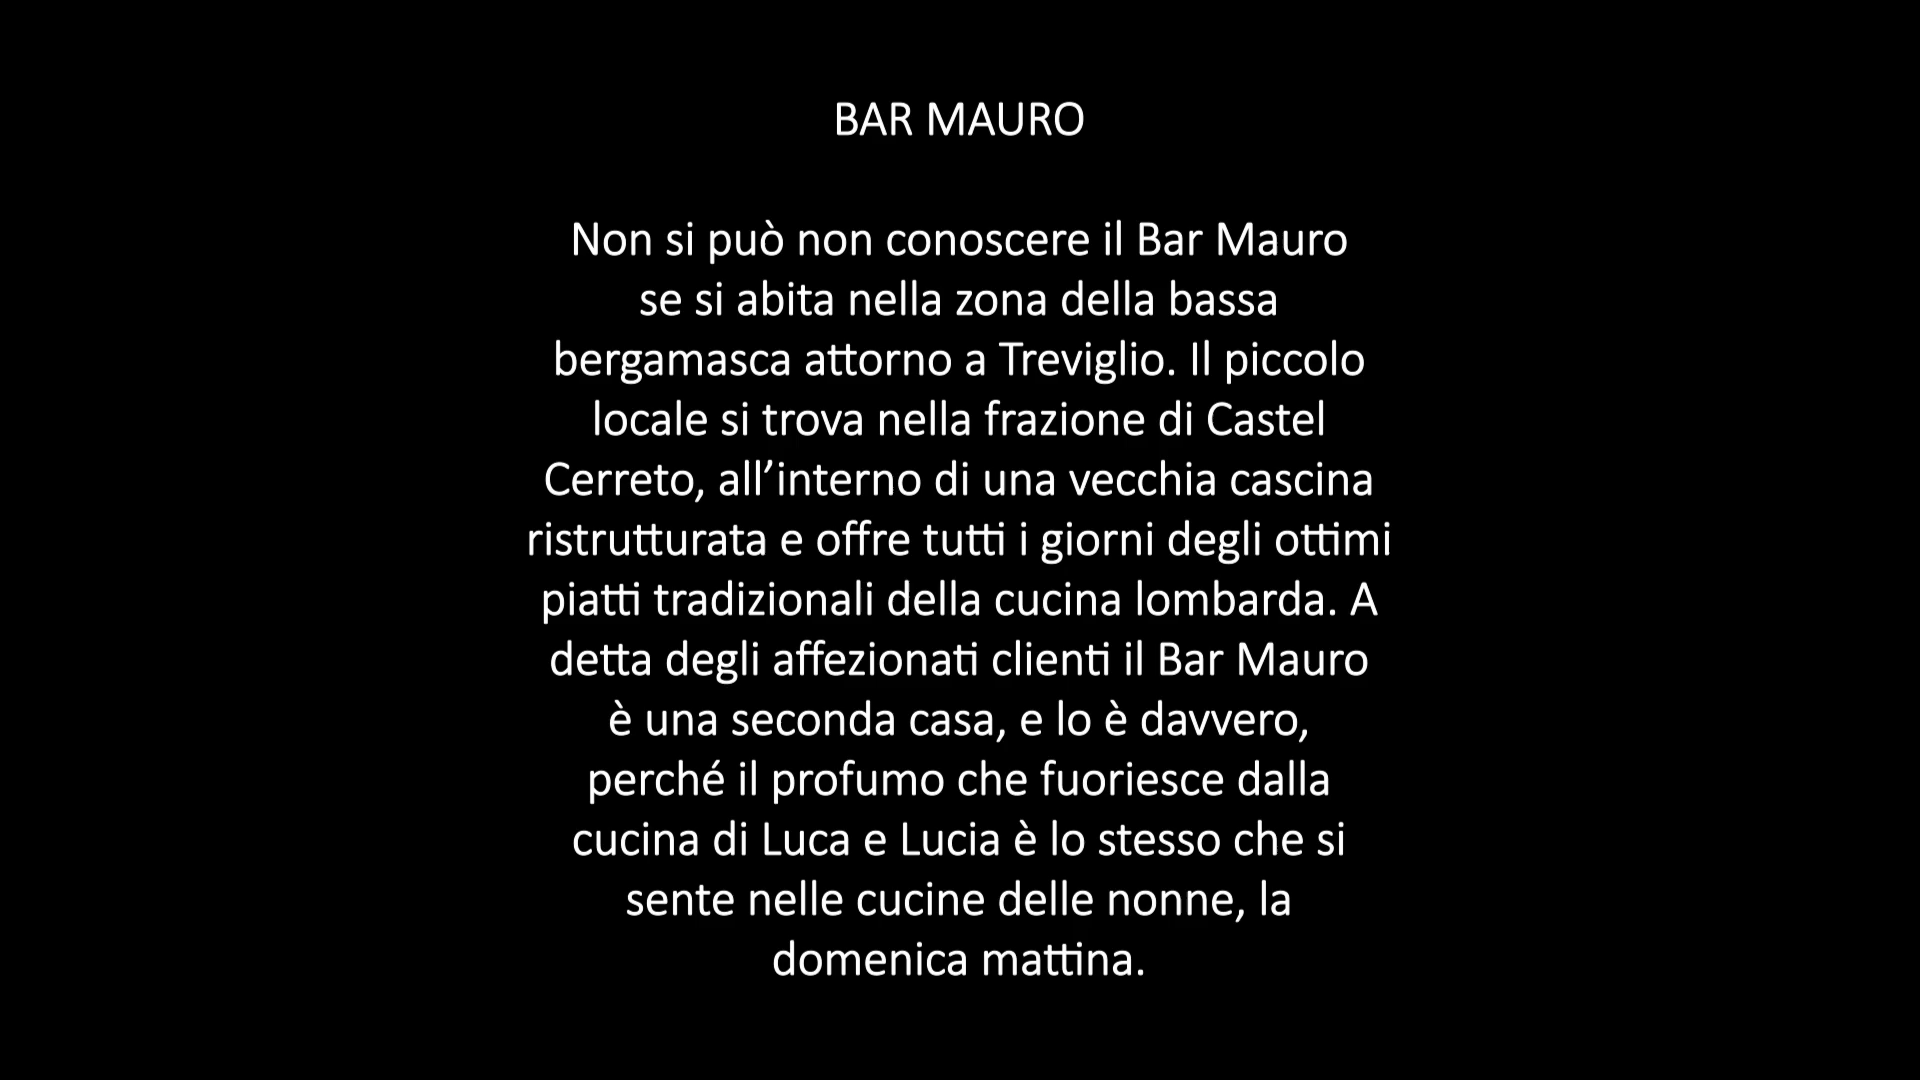 BAR MAURO
Non si può non conoscere il Bar Mauro
se si abita nella zona della bassa
bergamasca attorno a Treviglio. Il piccolo
locale si trova nella frazione di Castel
Cerreto, all’interno di una vecchia cascina
ristrutturata e offre tutti i giorni degli ottimi
piatti tradizionali della cucina lombarda. A
detta degli affezionati clienti il Bar Mauro
è una seconda casa, e lo è davvero,
perché il profumo che fuoriesce dalla
cucina di Luca e Lucia è lo stesso che si
sente nelle cucine delle nonne, la
domenica mattina.